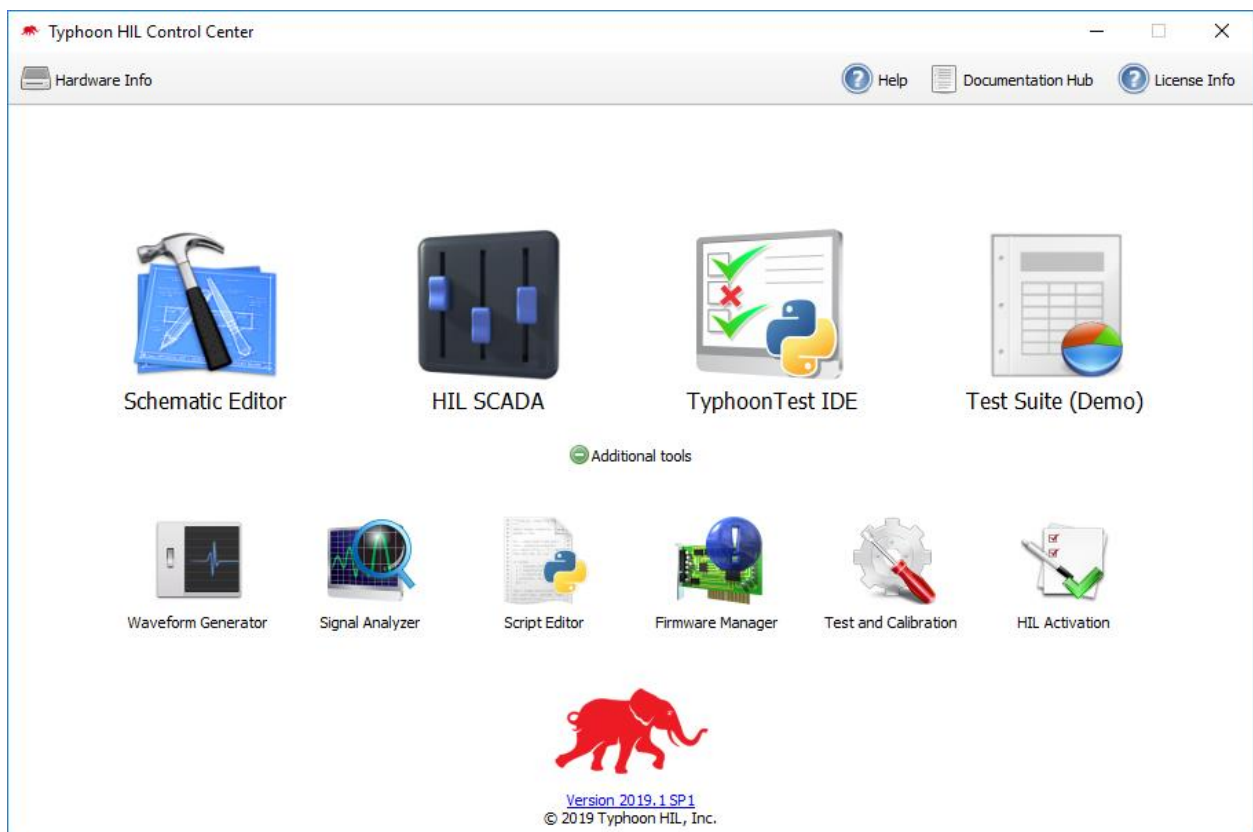 Typhoon HIL Control Center
Hardware Info
Help
Documentation Hub
License Info
Schematic Editor
HIL SCADA
TyphoonTest IDE
Test Suite (Demo)
Additional tools
Waveform Generator
Signal Analyzer
Script Editor
Firmware Manager
Test and Calibration
HIL Activation
Version 2019.1 SP1
© 2019 Typhoon HIL, Inc.